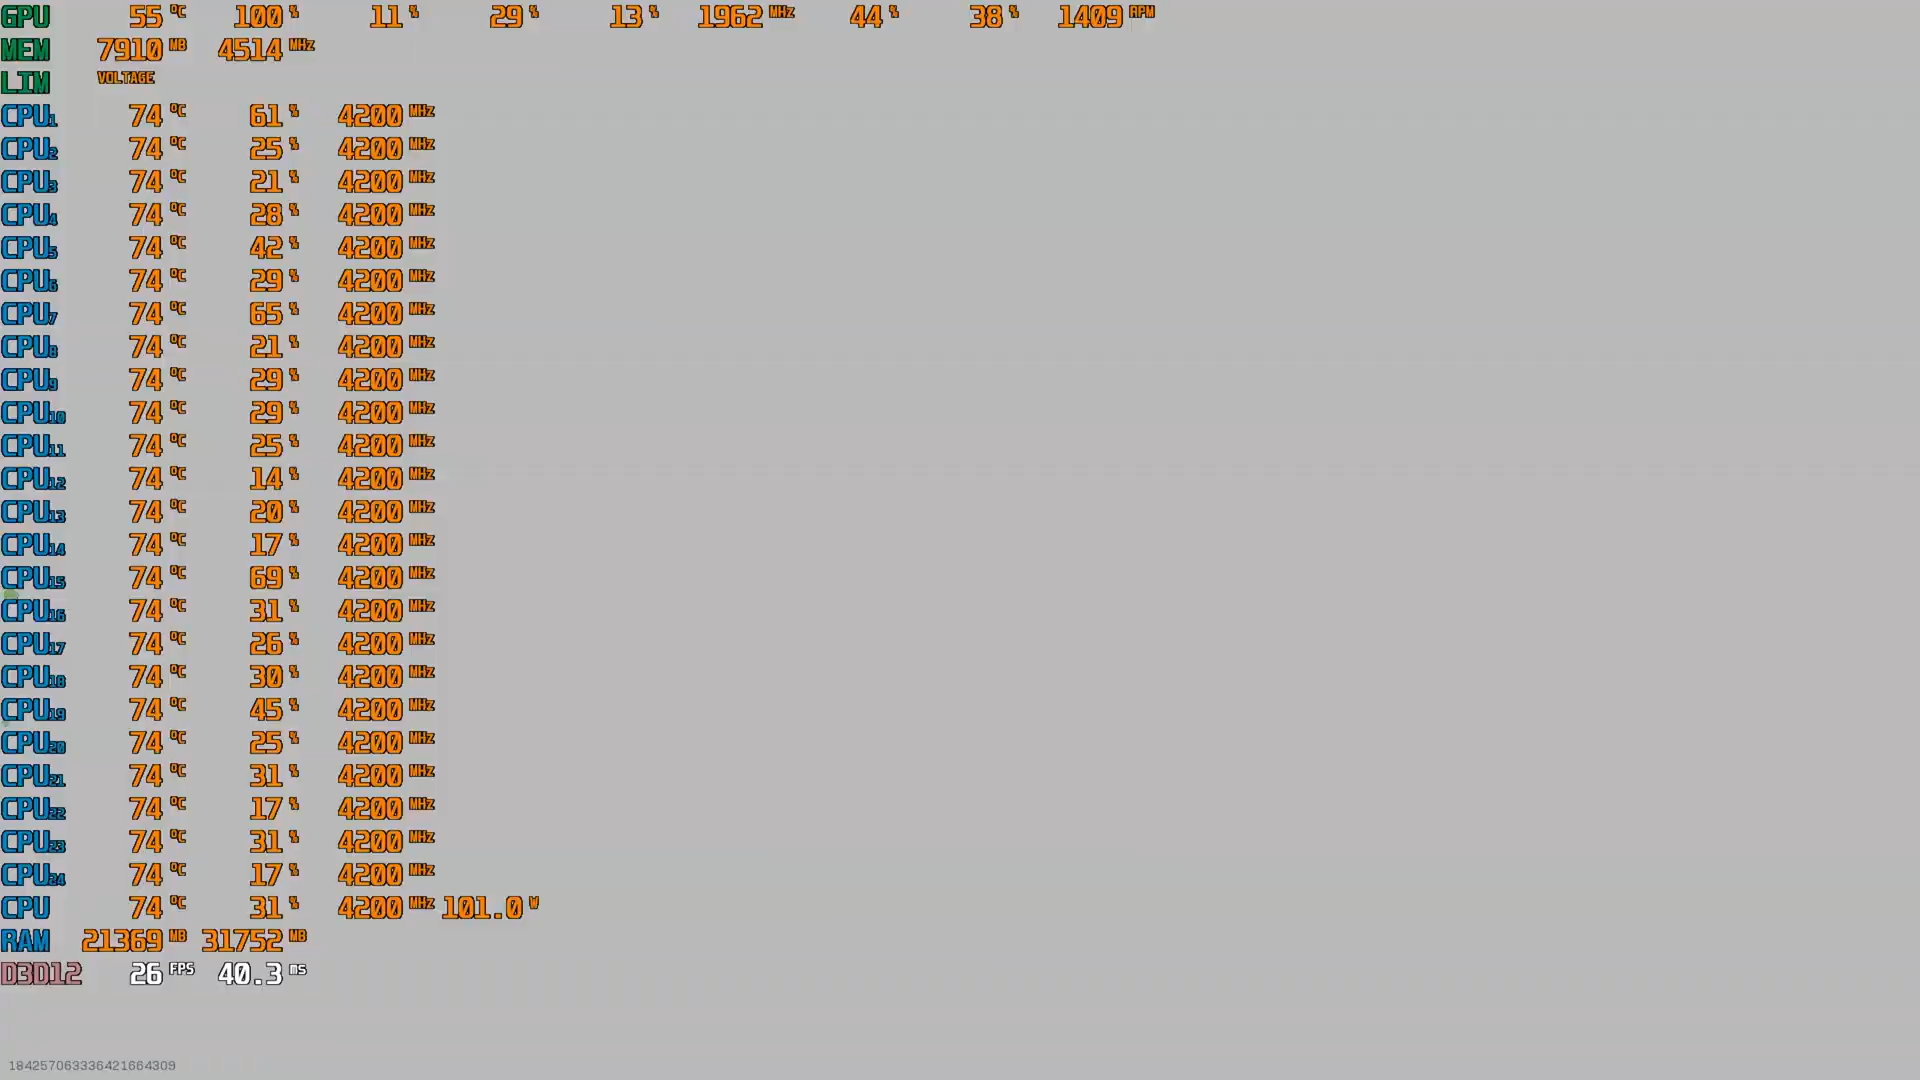 GPU 55 °C 100 % 11 % 29 % 13 % 1962 MHz 44 % 38 % 1409 RPM
MEM 7910 MB 4514 MHz
LIM VOLTAGE
CPU1 74 °C 61 % 4200 MHz
CPU2 74 °C 25 % 4200 MHz
CPU3 74 °C 21 % 4200 MHz
CPU4 74 °C 28 % 4200 MHz
CPU5 74 °C 42 % 4200 MHz
CPU6 74 °C 29 % 4200 MHz
CPU7 74 °C 65 % 4200 MHz
CPU8 74 °C 21 % 4200 MHz
CPU9 74 °C 29 % 4200 MHz
CPU10 74 °C 29 % 4200 MHz
CPU11 74 °C 25 % 4200 MHz
CPU12 74 °C 14 % 4200 MHz
CPU13 74 °C 20 % 4200 MHz
CPU14 74 °C 17 % 4200 MHz
CPU15 74 °C 69 % 4200 MHz
CPU16 74 °C 31 % 4200 MHz
CPU17 74 °C 26 % 4200 MHz
CPU18 74 °C 30 % 4200 MHz
CPU19 74 °C 45 % 4200 MHz
CPU20 74 °C 25 % 4200 MHz
CPU21 74 °C 31 % 4200 MHz
CPU22 74 °C 17 % 4200 MHz
CPU23 74 °C 31 % 4200 MHz
CPU24 74 °C 17 % 4200 MHz
CPU 74 °C 31 % 4200 MHz 101.0 W
RAM 21369 MB 31752 MB
D3D12 26 FPS 40.3 ms
184257063336421664309